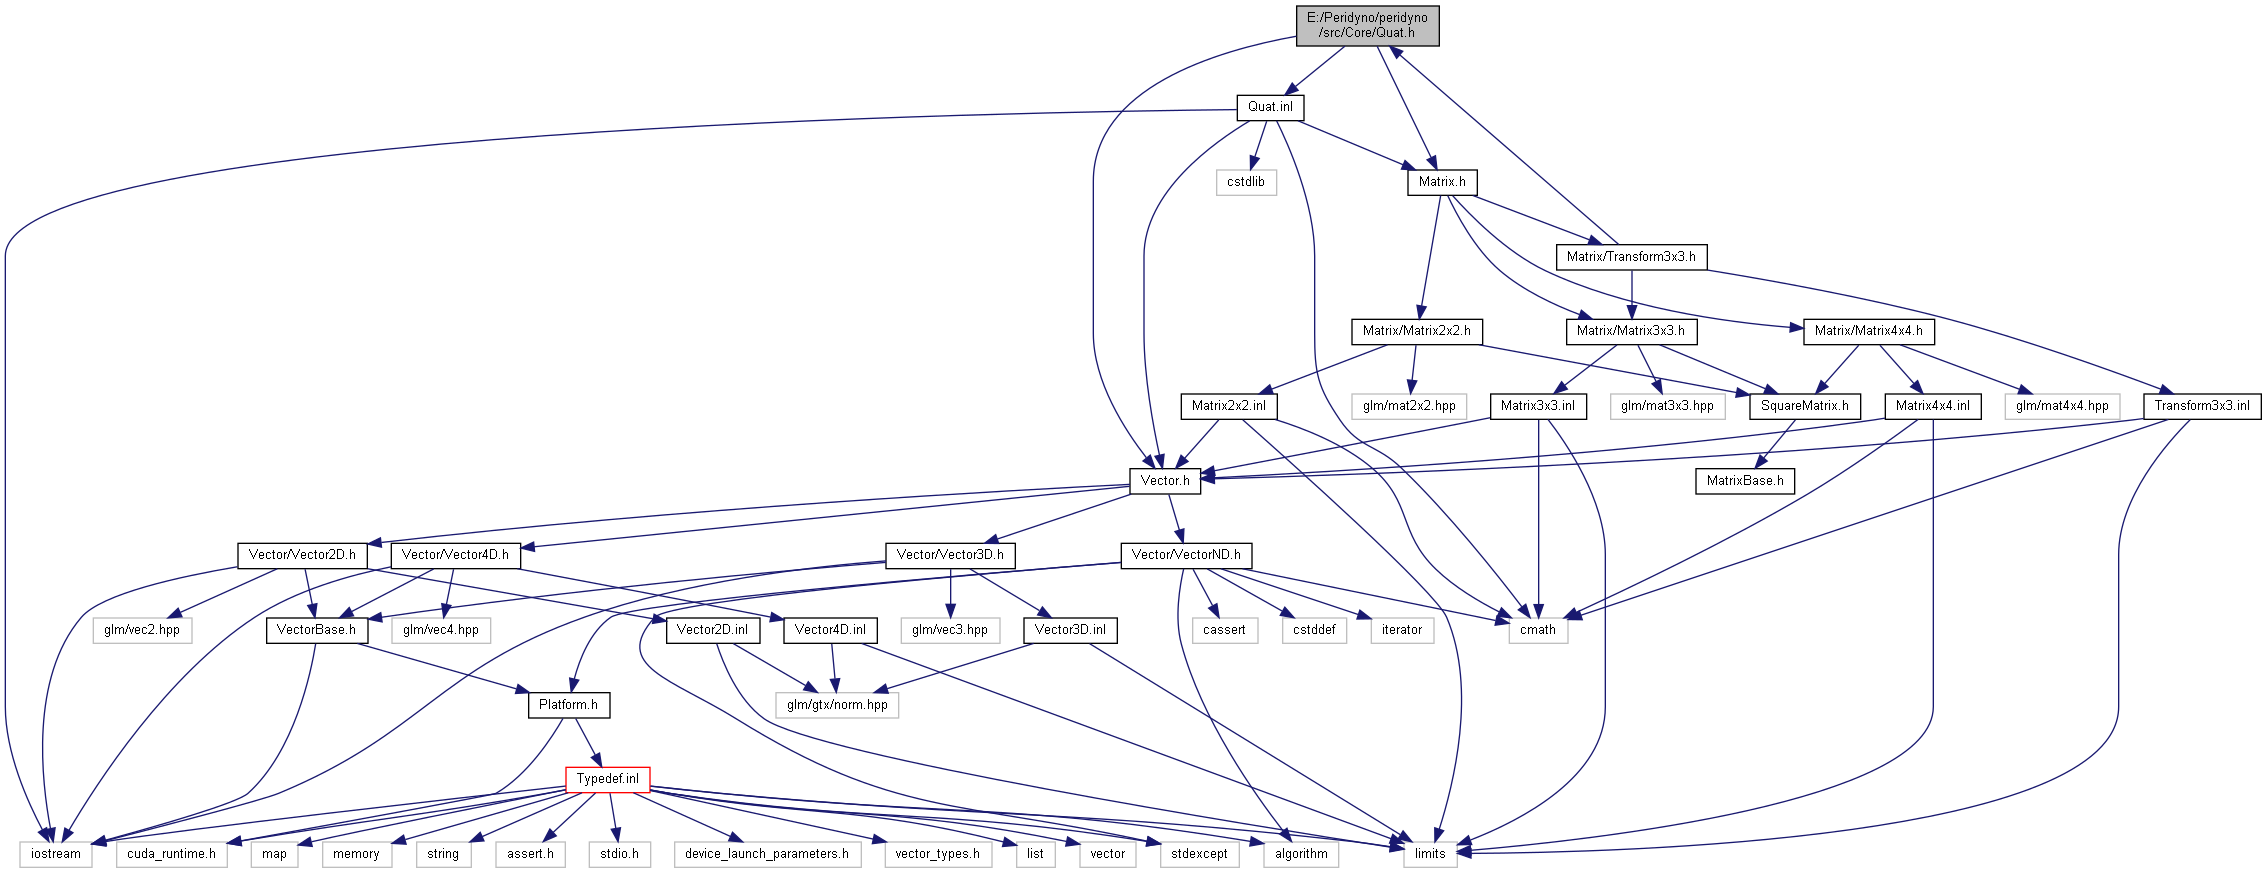 E:/Peridyno/peridyno
/src/Core/Quat.h
Quat.inl
cstdlib
Matrix.h
Matrix/Transform3x3.h
Matrix/Matrix2x2.h
Matrix/Matrix3x3.h
Matrix/Matrix4x4.h
Matrix2x2.inl
glm/mat2x2.hpp
Matrix3x3.inl
glm/mat3x3.hpp
SquareMatrix.h
Matrix4x4.inl
glm/mat4x4.hpp
Transform3x3.inl
Vector.h
MatrixBase.h
Vector/Vector2D.h
Vector/Vector4D.h
Vector/Vector3D.h
Vector/VectorND.h
glm/vec2.hpp
VectorBase.h
glm/vec4.hpp
Vector2D.inl
Vector4D.inl
glm/vec3.hpp
Vector3D.inl
cassert
cstddef
iterator
cmath
Platform.h
glm/gtx/norm.hpp
Typedef.inl
iostream
cuda_runtime.h
map
memory
string
assert.h
stdio.h
device_launch_parameters.h
vector_types.h
list
vector
stdexcept
algorithm
limits